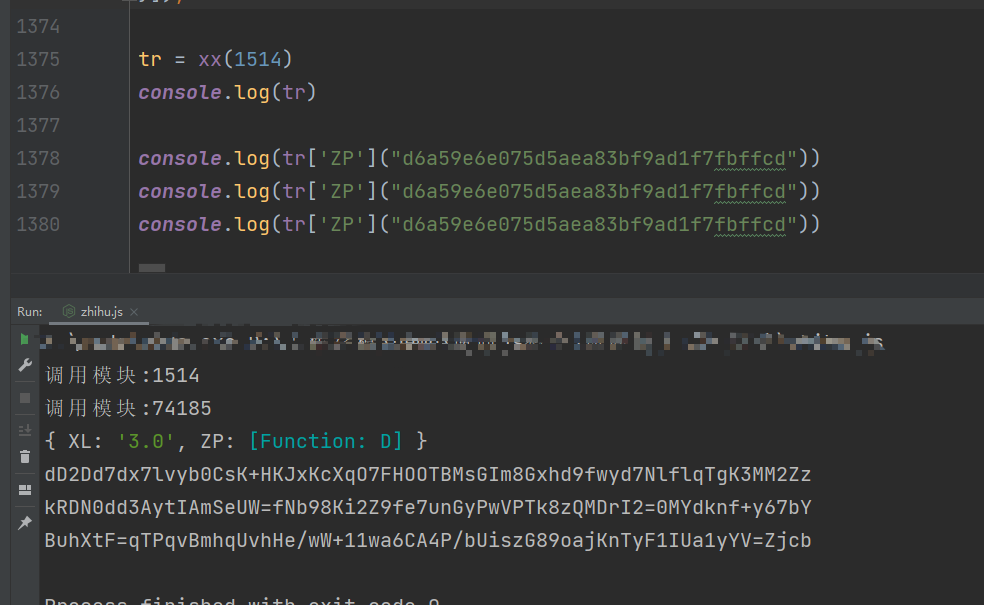 1374
1375 tr = xx(1514)
1376 console.log(tr)
1377
1378 console.log(tr['ZP']("d6a59e6e075d5aea83bf9ad1f7fbffcd"))
1379 console.log(tr['ZP']("d6a59e6e075d5aea83bf9ad1f7fbffcd"))
1380 console.log(tr['ZP']("d6a59e6e075d5aea83bf9ad1f7fbffcd"))
Run: zhihu.js
调用模块:1514
调用模块:74185
{ XL: '3.0', ZP: [Function: D] }
dD2Dd7dx7lvyb0CsK+HKJxKcXqO7FHOOTBMsGIm8Gxhd9fwyd7NlflqTgK3MM2Zz
kRDN0dd3AytIAmSeUW=fNb98Ki2Z9fe7unGyPwVPTk8zQMDrI2=0MYdknf+y67bY
BuhXtF=qTPqvBmhqUvhHe/wW+11wa6CA4P/bUiszG89oajKnTyF1IUa1yYV=Zjcb
Process finished with exit code 0